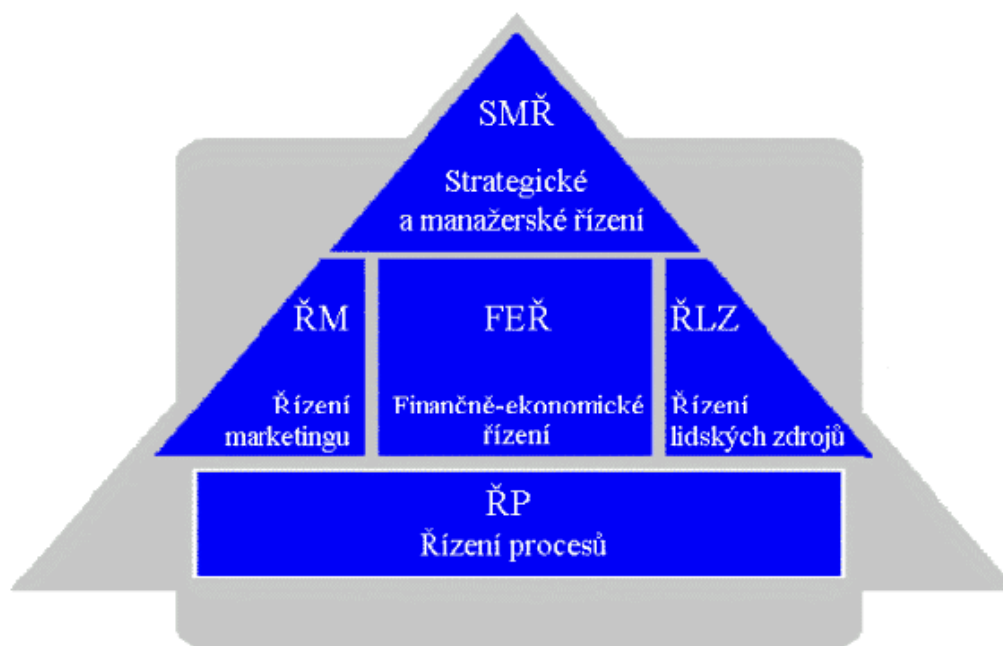 SMŘ
Strategické
a manažerské řízení
ŘM
Řízení
marketingu
FEŘ
Finančně-ekonomické
řízení
ŘLZ
Řízení
lidských zdrojů
ŘP
Řízení procesů